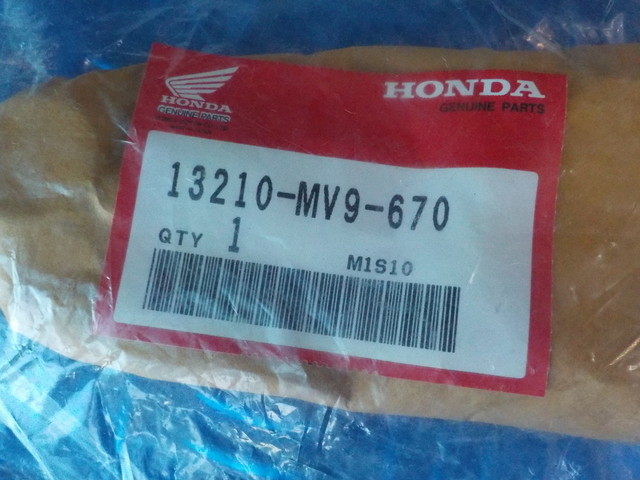 HONDA
GENUINE PARTS
HONDA
GENUINE PARTS
13210-MV9-670
QTY 1
M1S10